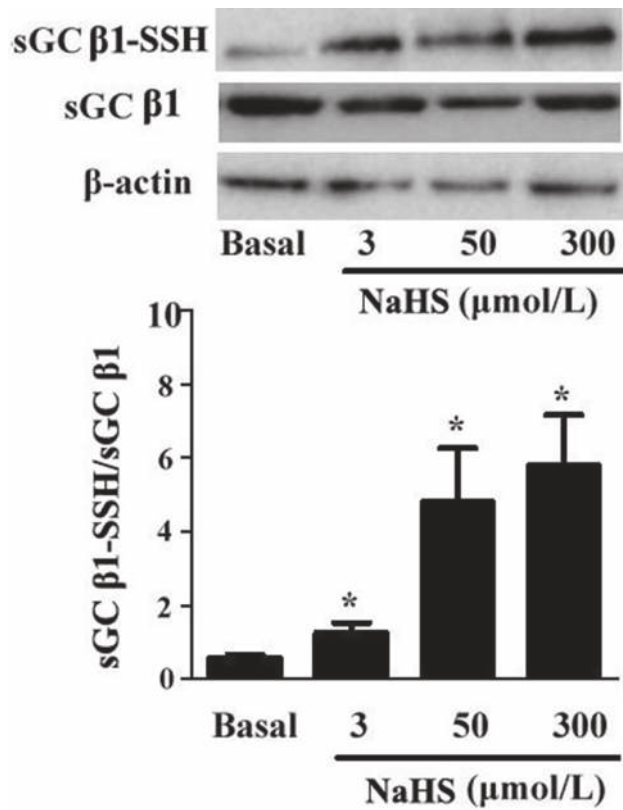 sGC β1-SSH
sGC β1
β-actin
Basal 3 50 300
NaHS (μmol/L)
sGC β1-SSH/sGC β1
10
8
6
4
2
0
* * *
Basal 3 50 300
NaHS (μmol/L)